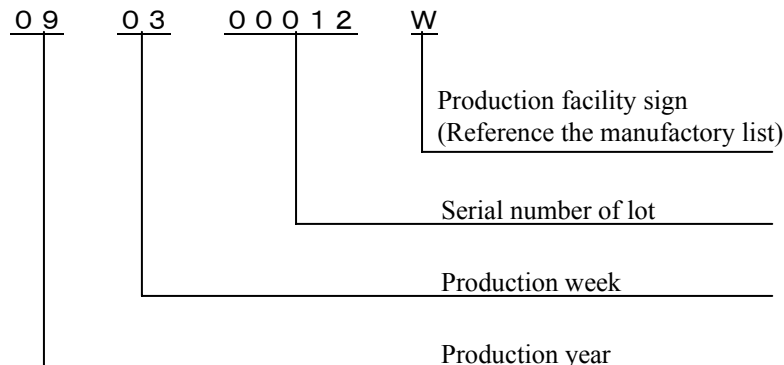 ０９ ０３ ０００１２ W
Production facility sign
(Reference the manufactory list)
Serial number of lot
Production week
Production year